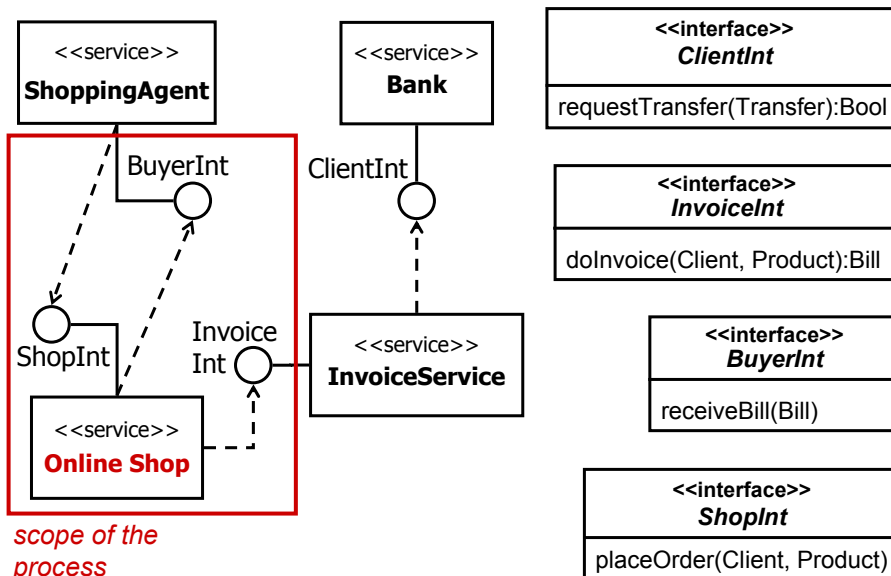 <<service>>
ShoppingAgent
<<service>>
Bank
<<interface>>
ClientInt
requestTransfer(Transfer):Bool
BuyerInt
ClientInt
<<interface>>
InvoiceInt
doInvoice(Client, Product):Bill
ShopInt
Invoice
Int
<<service>>
InvoiceService
<<interface>>
BuyerInt
receiveBill(Bill)
<<service>>
Online Shop
<<interface>>
ShopInt
placeOrder(Client, Product)
scope of the
process